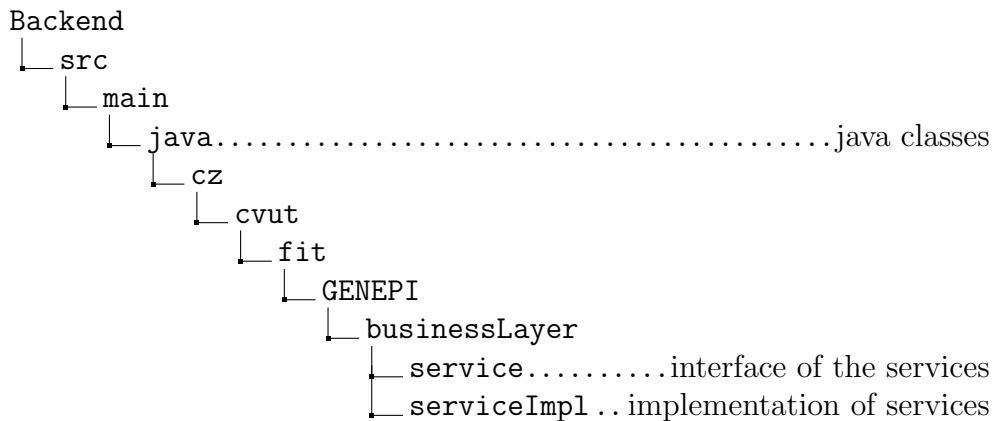 Backend
src
main
java...........................................java classes
cz
cvut
fit
GENEPI
businessLayer
service..........interface of the services
serviceImpl..implementation of services